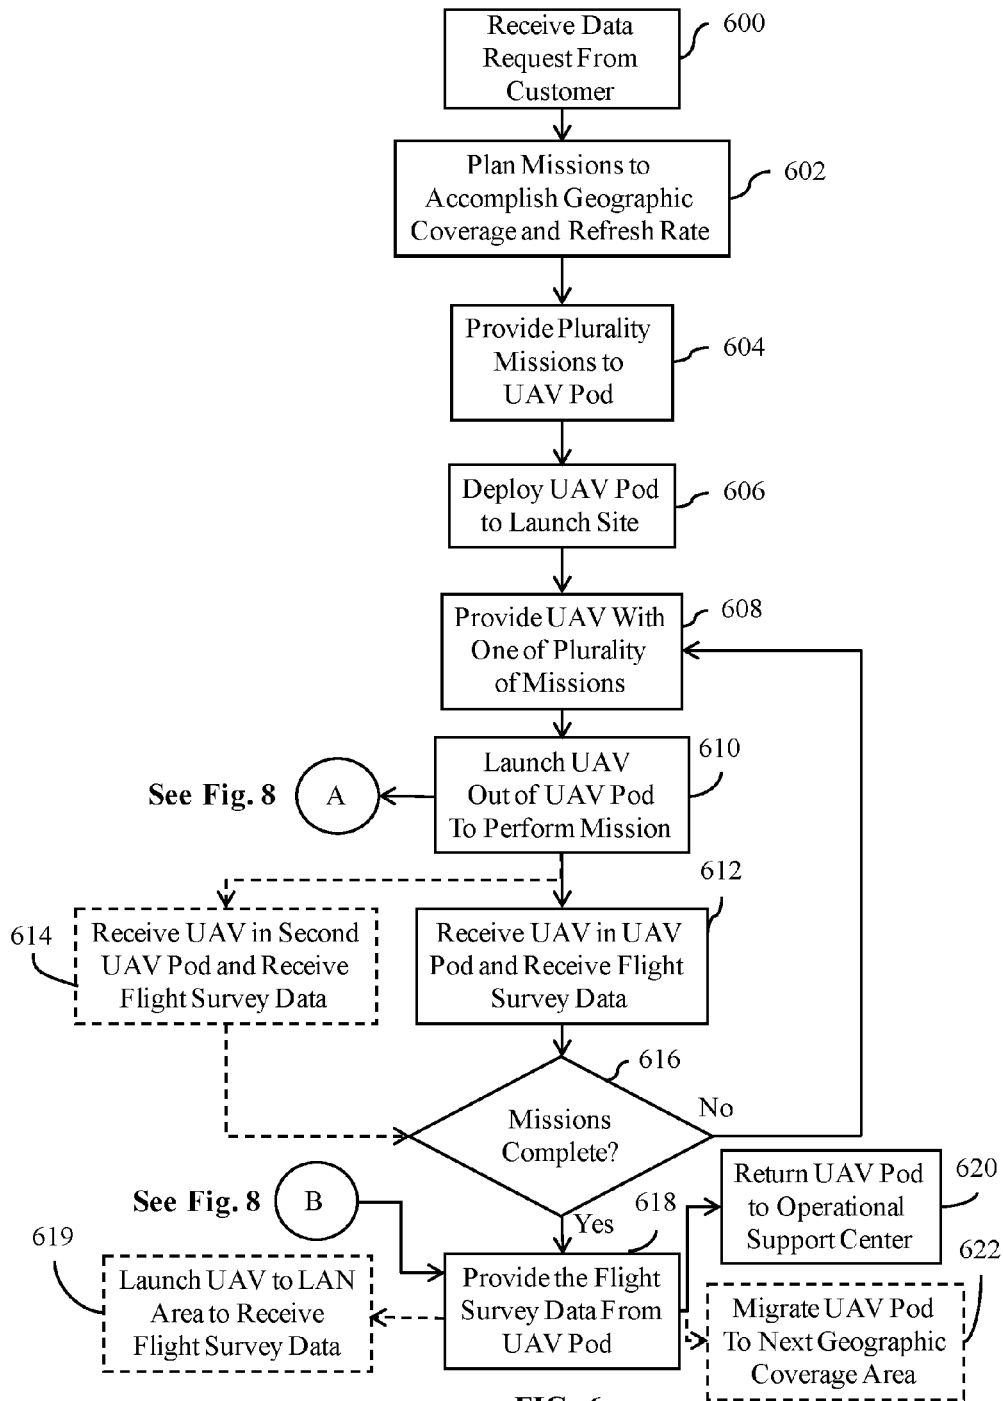 Receive Data
Request From
Customer
600
Plan Missions to
Accomplish Geographic
Coverage and Refresh Rate
602
Provide Plurality
Missions to
UAV Pod
604
Deploy UAV Pod
to Launch Site
606
Provide UAV With
One of Plurality
of Missions
608
Launch UAV
Out of UAV Pod
To Perform Mission
610
See Fig. 8
A
612
614
Receive UAV in Second
UAV Pod and Receive
Flight Survey Data
Receive UAV in UAV
Pod and Receive Flight
Survey Data
616
Missions
Complete?
No
Yes
See Fig. 8
B
618
Return UAV Pod
to Operational
Support Center
620
619
Launch UAV to LAN
Area to Receive
Flight Survey Data
Provide the Flight
Survey Data From
UAV Pod
622
Migrate UAV Pod
To Next Geographic
Coverage Area